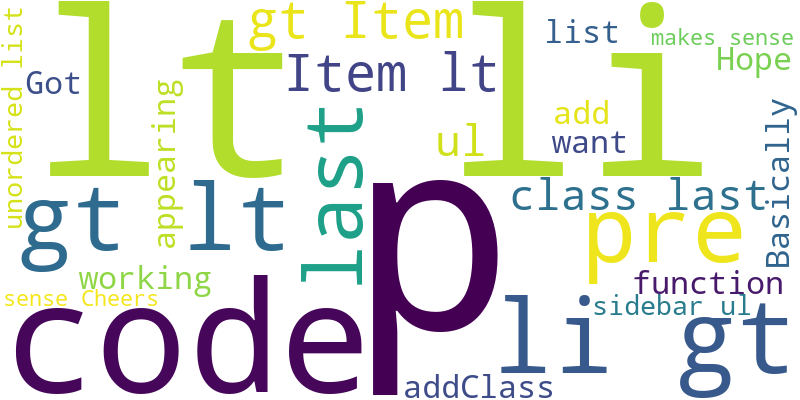 lt li
gt Item
list
makes sense
Hope
Got
Item lt
unordered list
appearing
last
add
ul
want
Basically
gt lt
class last
pre
p
working
function
sense Cheers
sidebar ul
code
li gt
addClass